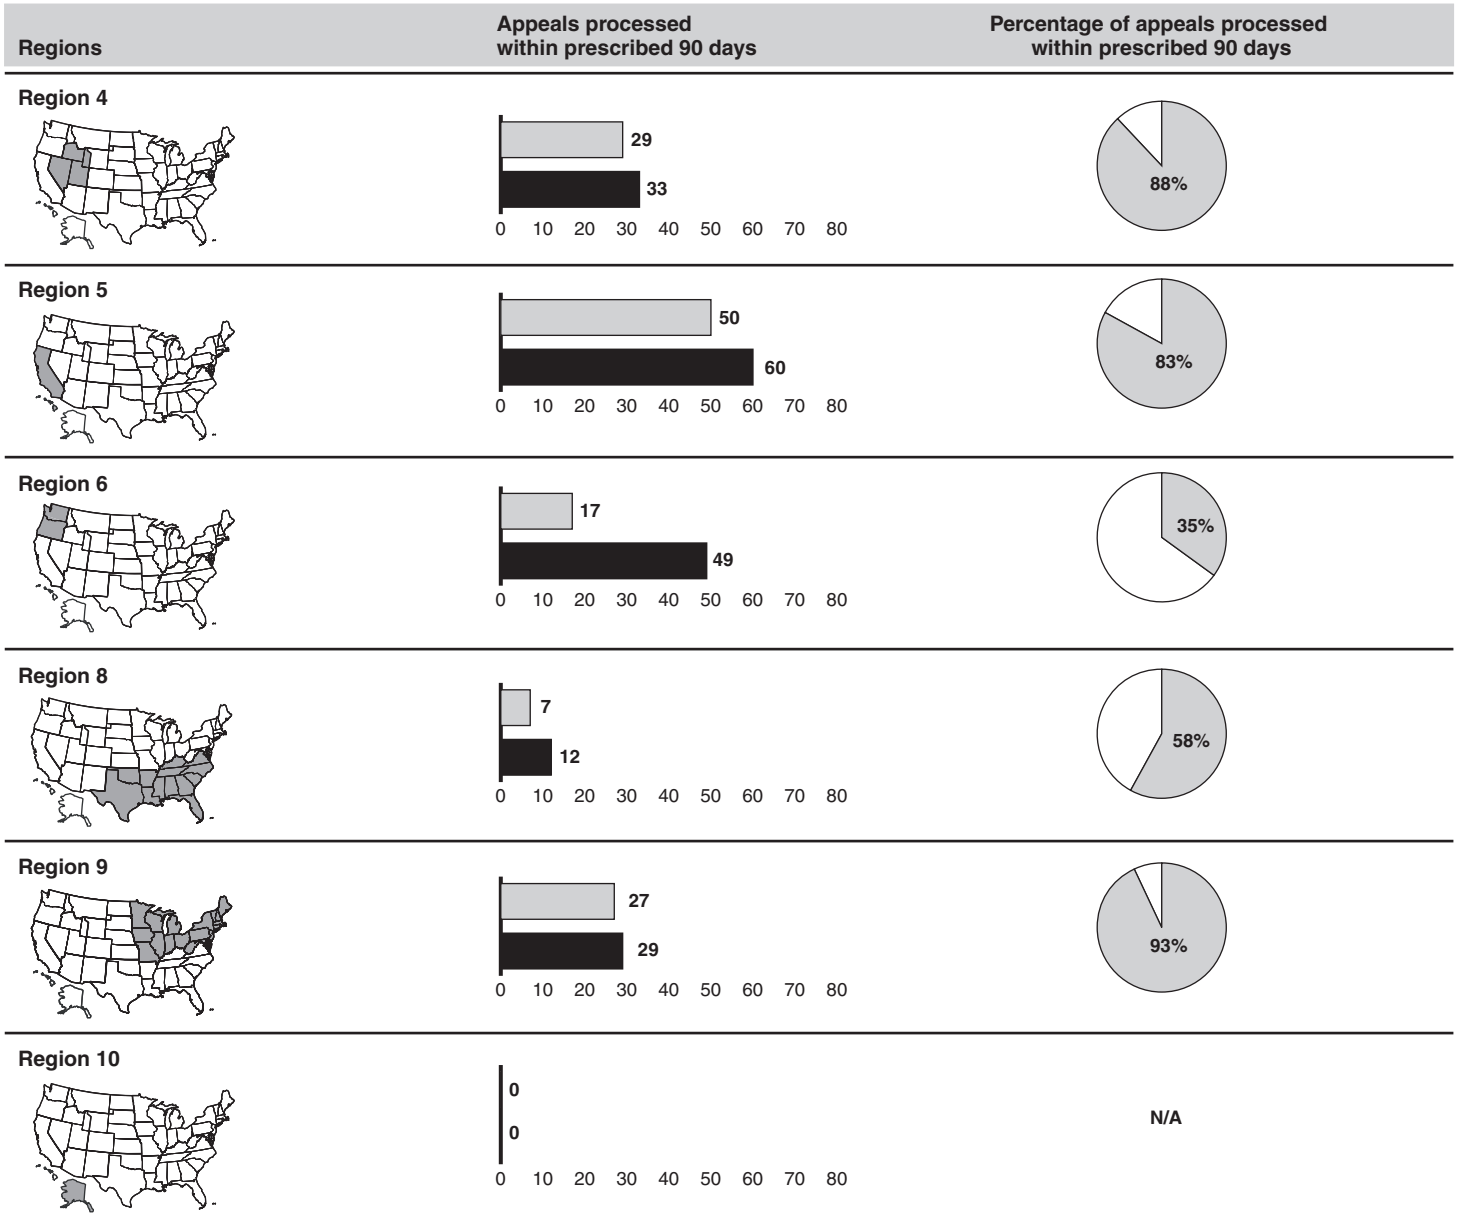 Regions
Appeals processed
within prescribed 90 days
Percentage of appeals processed
within prescribed 90 days
Region 4
29
33
0 10 20 30 40 50 60 70 80
88%
Region 5
50
60
0 10 20 30 40 50 60 70 80
83%
Region 6
17
49
0 10 20 30 40 50 60 70 80
35%
Region 8
7
12
0 10 20 30 40 50 60 70 80
58%
Region 9
27
29
0 10 20 30 40 50 60 70 80
93%
Region 10
0
0
0 10 20 30 40 50 60 70 80
N/A